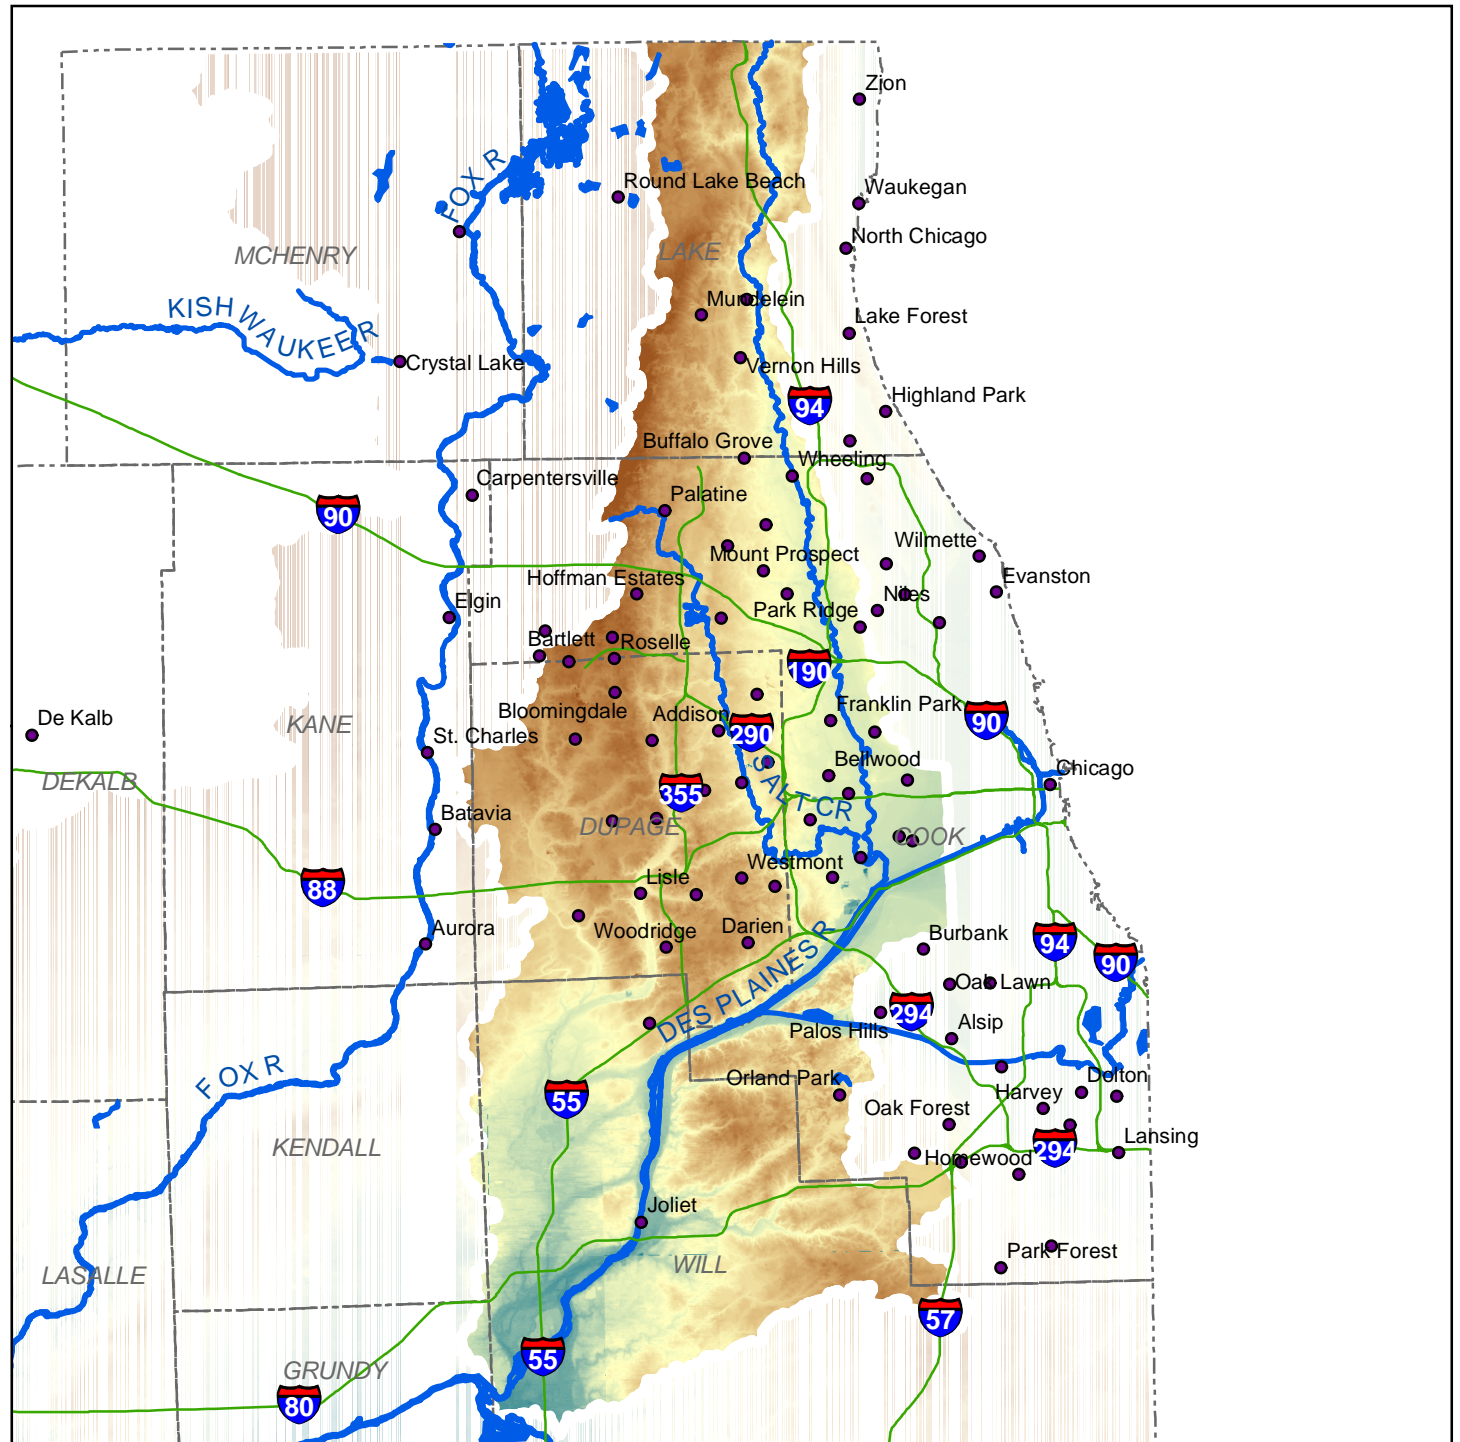 Zion
FOX R
Round Lake Beach
Waukegan
North Chicago
MCHENRY
LAKE
Mundelein
KISHWAUKEE R
Lake Forest
Crystal Lake
Vernon Hills
94
Highland Park
Buffalo Grove
Wheeling
Carpentersville
Palatine
90
Wilmette
Mount Prospect
Hoffman Estates
Evanston
Elgin
Park Ridge
Niles
Bartlett
Roselle
190
De Kalb
KANE
Bloomingdale
Addison
Franklin Park
290
90
St. Charles
Bellwood
Chicago
DEKALB
355
SALT CR
Batavia
DUPAGE
COOK
Westmont
88
Lisle
Aurora
Woodridge
Darien
Burbank
94
90
DES PLAINES R
Oak Lawn
294
Palos Hills
Alsip
FOX R
55
Orland Park
Harvey
Dolton
Oak Forest
KENDALL
Homewood
294
Lansing
Joliet
LASALLE
WILL
Park Forest
57
55
GRUNDY
80